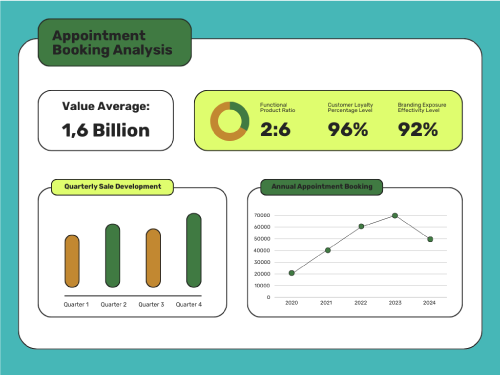 Appointment
Booking Analysis
Value Average:
1,6 Billion
Functional
Product Ratio
2:6
Customer Loyalty
Percentage Level
96%
Branding Exposure
Effectivity Level
92%
Quarterly Sale Development
Quarter 1 Quarter 2 Quarter 3 Quarter 4
Annual Appointment Booking
70000
60000
50000
40000
30000
20000
10000
0
2020 2021 2022 2023 2024